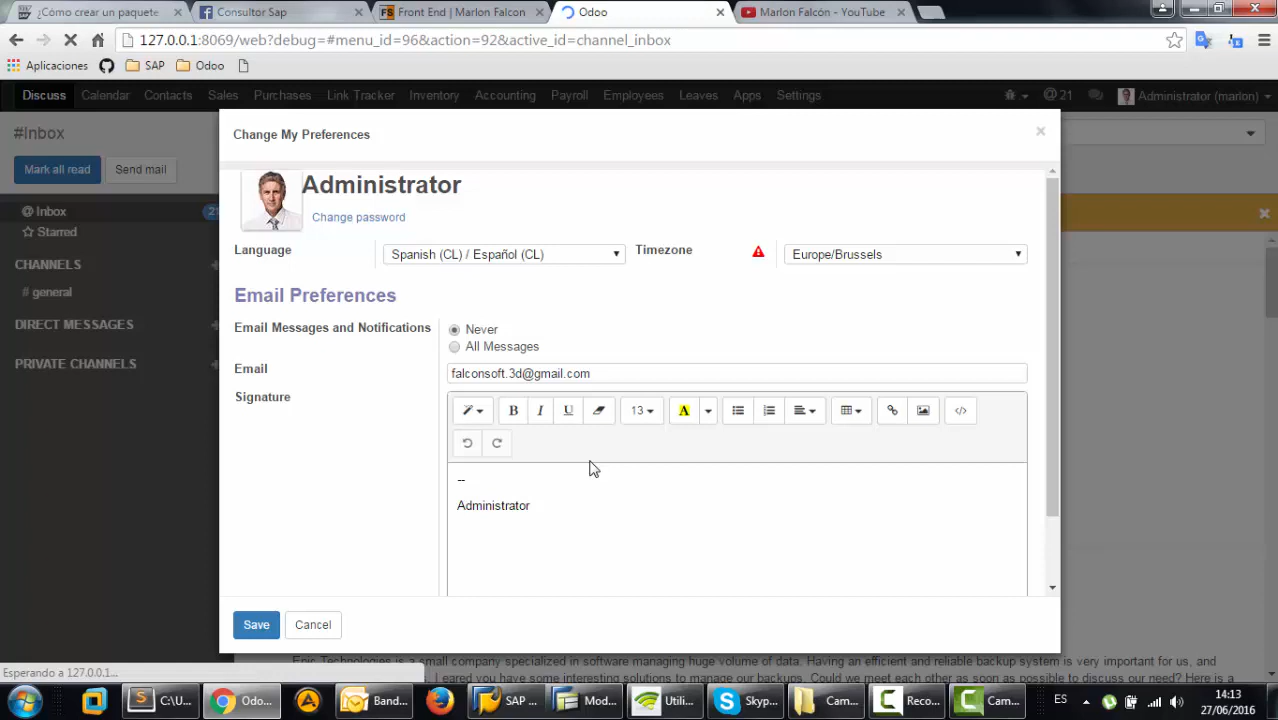 ¿Cómo crear un paquete
Consultor Sap
Front End | Marlon Falcon
Odoo
Marlon Falcón - YouTube
127.0.0.1:8069/web?debug=#menu_id=96&action=92&active_id=channel_inbox
Aplicaciones SAP Odoo
Discuss Calendar Contacts Sales Purchases Link Tracker Inventory Accounting Payroll Employees Leaves Apps Settings @ 21 Administrator (marlon)
#Inbox
Change My Preferences ×
Mark all read Send mail
Administrator
Change password
@ Inbox
Starred
Language Spanish (CL) / Español (CL) Timezone Europe/Brussels
CHANNELS +
# general
Email Preferences
DIRECT MESSAGES +
Email Messages and Notifications Never
All Messages
PRIVATE CHANNELS +
Email falconsoft.3d@gmail.com
Signature
B I U 13 A </>
--
Administrator
Save Cancel
Epic Technologies is a small company specialized in software managing huge volume of data. Having an efficient and reliable backup system is very important for us, and
Esperando a 127.0.0.1...
I eared you have some interesting solutions to manage our backups. Could we meet each other as soon as possible to discuss our need? Here is a
C:\U... Odo... Band... SAP ... Mod... Utili... Skyp... Cam... Reco... Cam... ES 14:13
27/06/2016